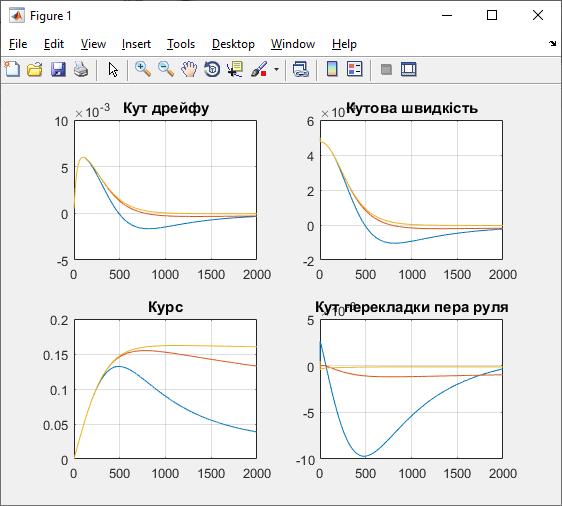 Figure 1
File Edit View Insert Tools Desktop Window Help
×10-3 Кут дрейфу
10
5
0
-5
0 500 1000 1500 2000
Кутова швидкість
6
4
2
0
-2
0 500 1000 1500 2000
Курс
0.2
0.15
0.1
0.05
0
0 500 1000 1500 2000
Кут перекладки пера руля
5
0
-5
-10
0 500 1000 1500 2000